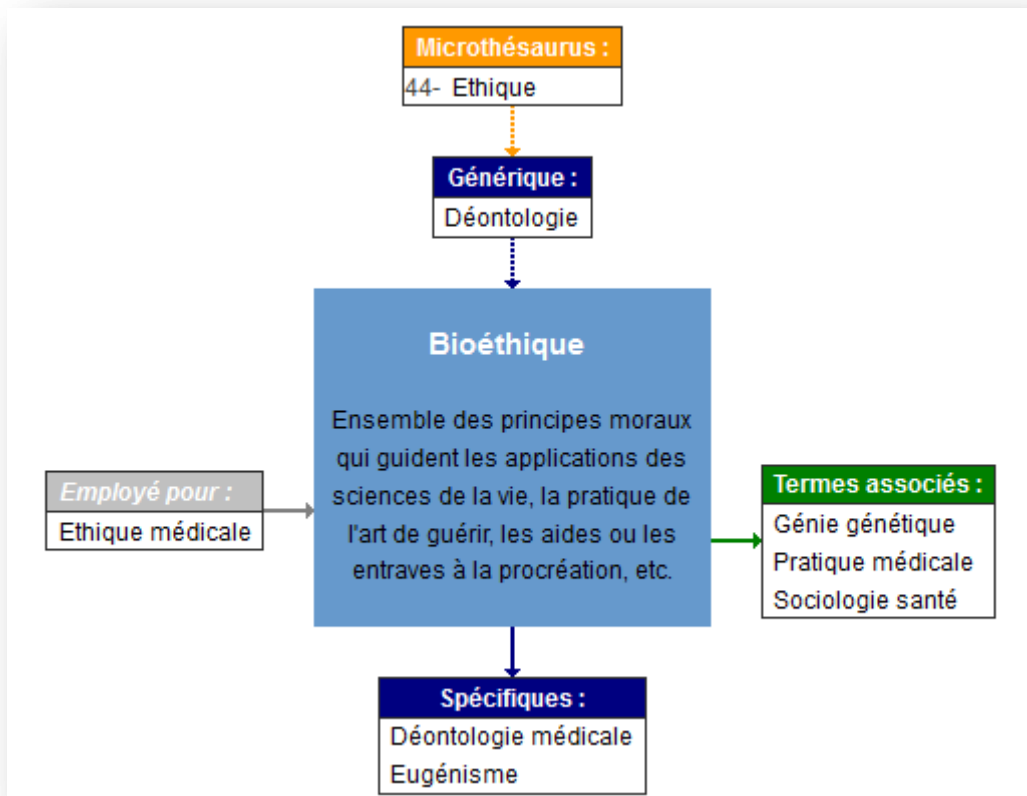 Microthésaurus :
44- Ethique
Générique :
Déontologie
Bioéthique
Ensemble des principes moraux
qui guident les applications des
sciences de la vie, la pratique de
l'art de guérir, les aides ou les
entraves à la procréation, etc.
Employé pour :
Ethique médicale
Termes associés :
Génie génétique
Pratique médicale
Sociologie santé
Spécifiques :
Déontologie médicale
Eugénisme